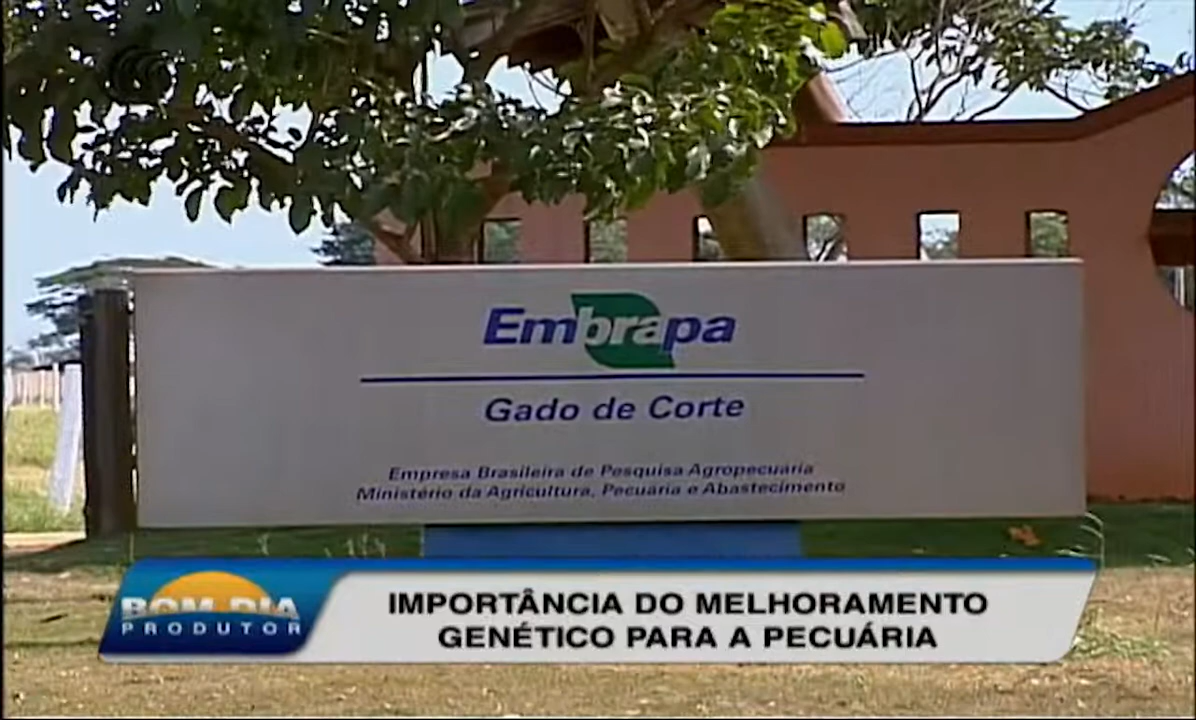 Embrapa
Gado de Corte
Empresa Brasileira de Pesquisa Agropecuária
Ministério da Agricultura, Pecuária e Abastecimento
BOM DIA
PRODUTOR
IMPORTÂNCIA DO MELHORAMENTO
GENÉTICO PARA A PECUÁRIA